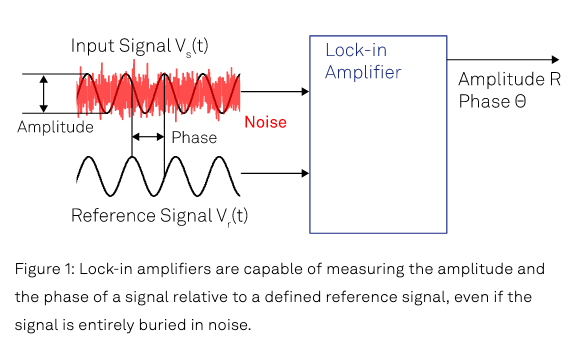 Input Signal Vs(t)
Lock-in
Amplifier
Amplitude R
Phase Θ
Amplitude
Noise
Phase
Reference Signal Vr(t)
Figure 1: Lock-in amplifiers are capable of measuring the amplitude and
the phase of a signal relative to a defined reference signal, even if the
signal is entirely buried in noise.